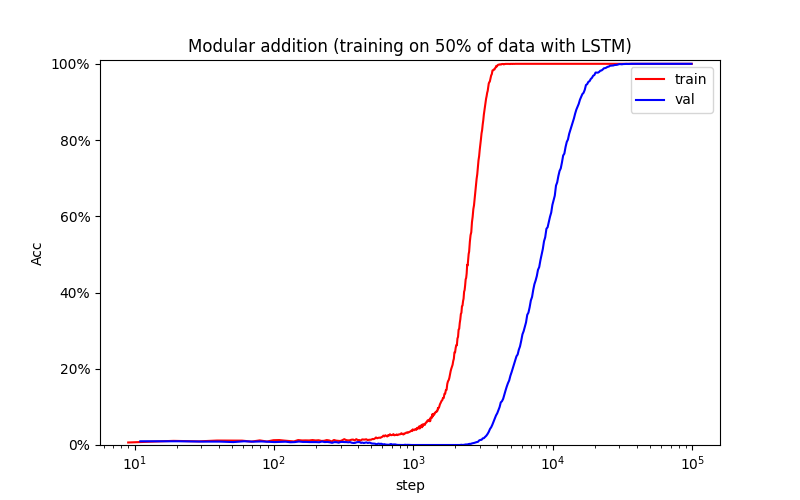 Modular addition (training on 50% of data with LSTM)
100%
80%
60%
40%
20%
0%
Acc
train
val
10¹ 10² 10³ 10⁴ 10⁵
step